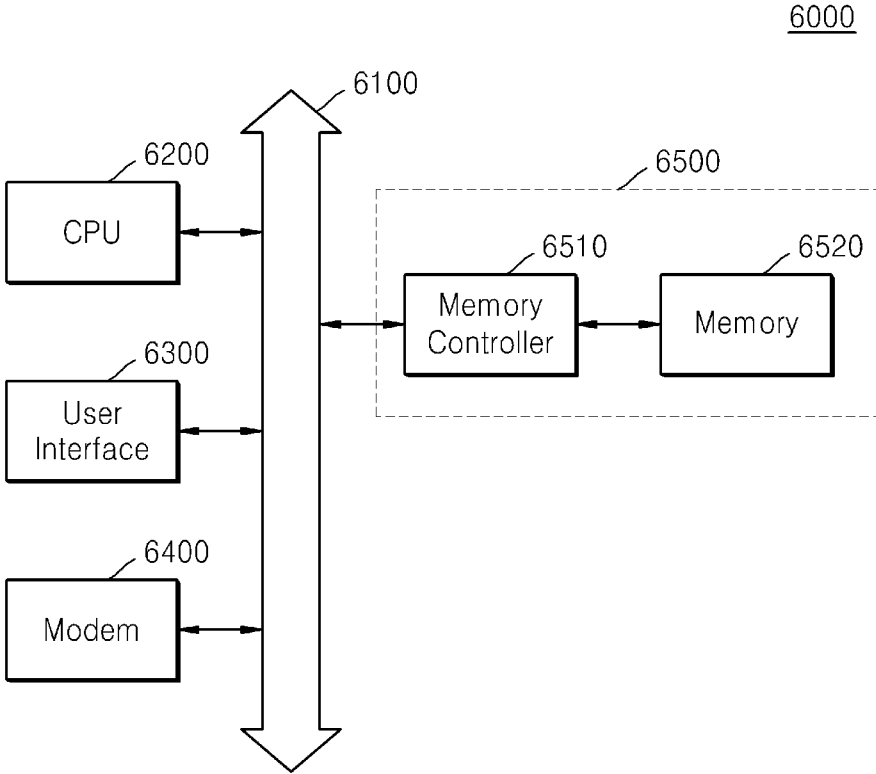 6000
6100
6200
CPU
6500
6510
Memory
Controller
6520
Memory
6300
User
Interface
6400
Modem